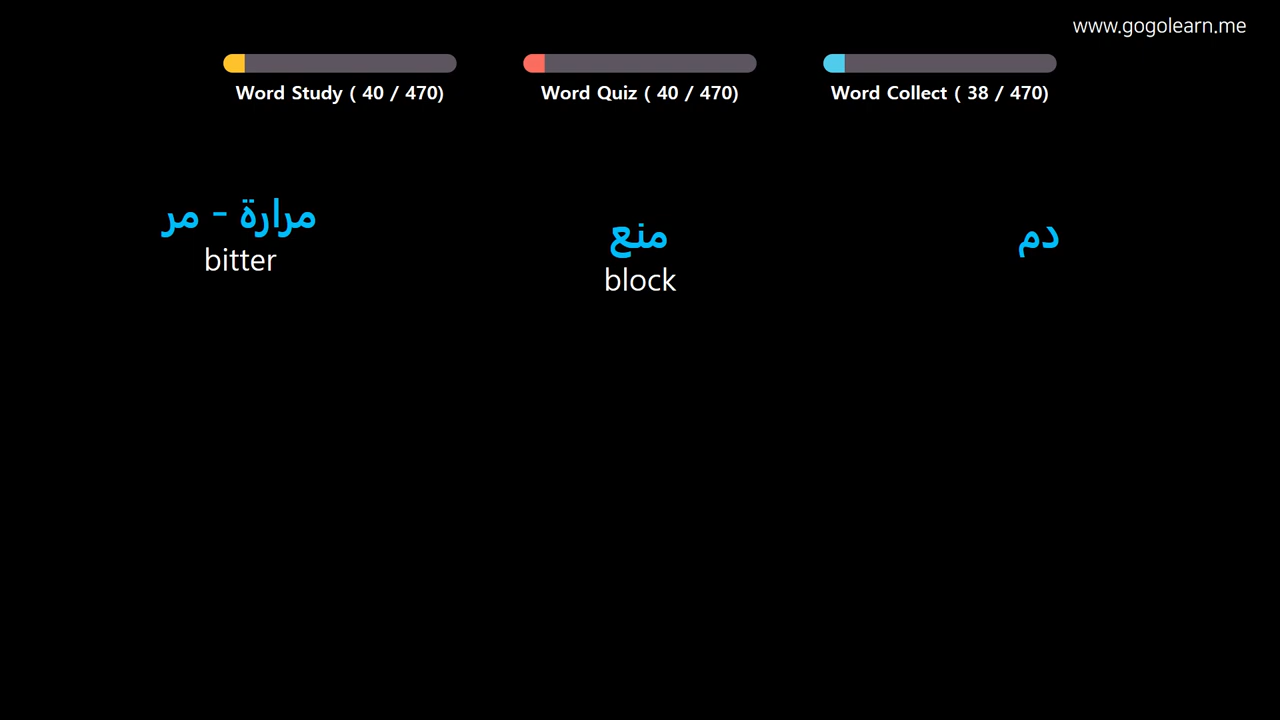 www.gogolearn.me
Word Study ( 40 / 470)
Word Quiz ( 40 / 470)
Word Collect ( 38 / 470)
مرارة - مر
bitter
منع
block
دم